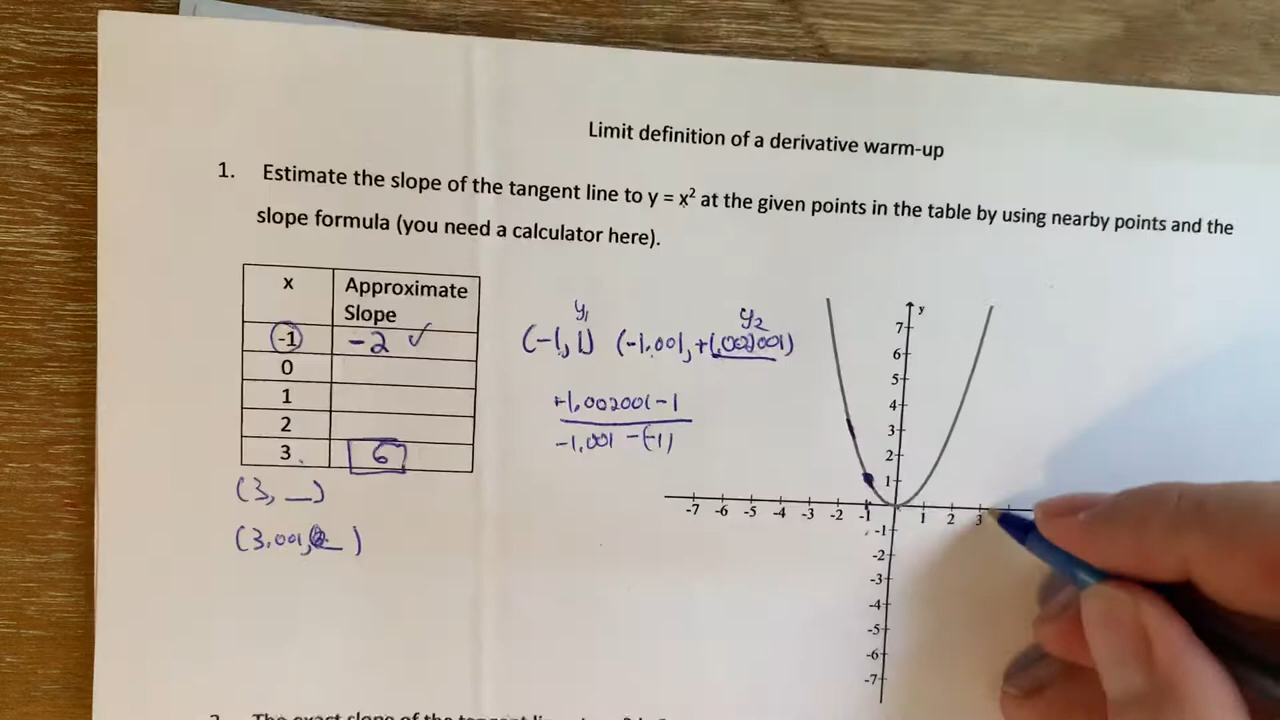 Limit definition of a derivative warm-up
1. Estimate the slope of the tangent line to y = x² at the given points in the table by using nearby points and the
slope formula (you need a calculator here).
x Approximate Slope
-1 -2 ✓
0
1
2
3 6
(3, __)
(3.001, __)
y₁ y₂
(-1, 1) (-1.001, +1.002001)
+1.002001 - 1
-1.001 - (-1)
y
7
6
5
4
3
2
1
-7 -6 -5 -4 -3 -2 -1 1 2 3
-1
-2
-3
-4
-5
-6
-7